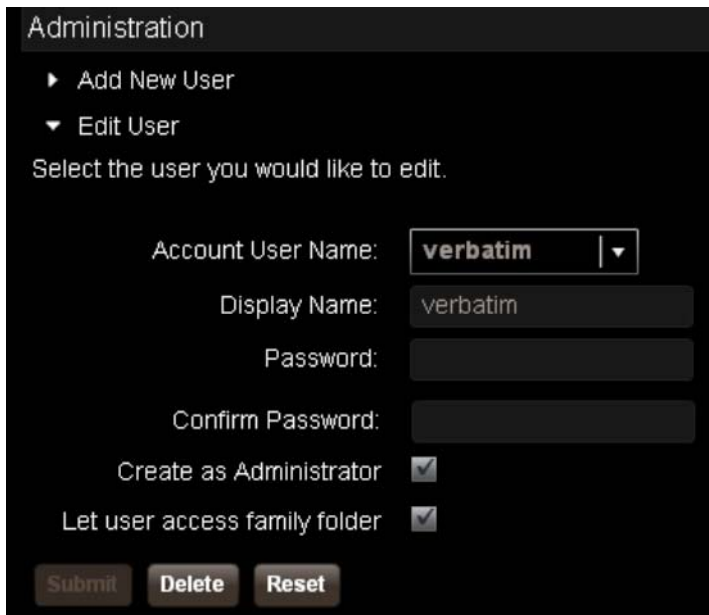 Administration
Add New User
Edit User
Select the user you would like to edit.
Account User Name: verbatim
Display Name: verbatim
Password:
Confirm Password:
Create as Administrator
Let user access family folder
Submit Delete Reset